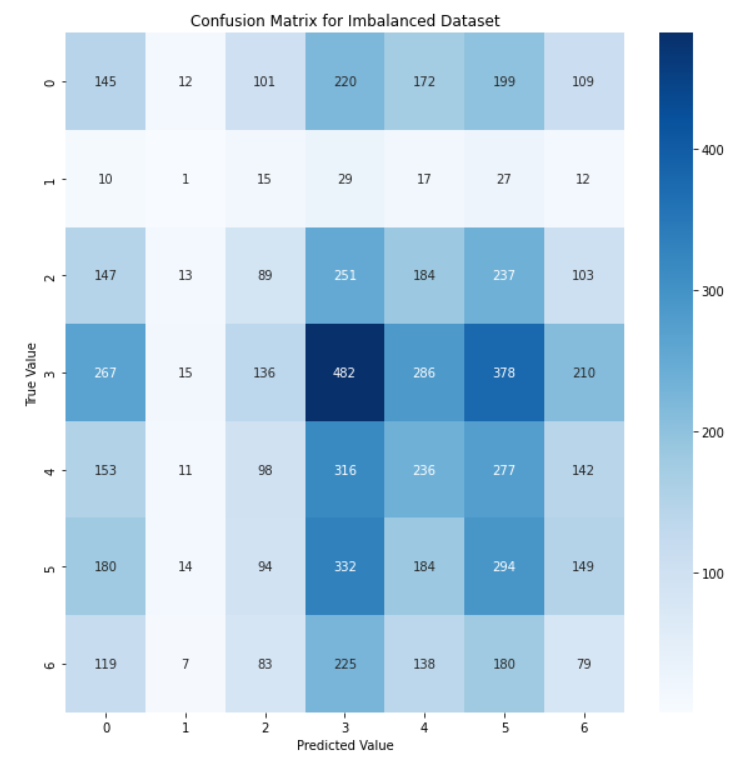 Confusion Matrix for Imbalanced Dataset
0 145 12 101 220 172 199 109
400
1 10 1 15 29 17 27 12
2 147 13 89 251 184 237 103
300
True Value
3 267 15 136 482 286 378 210
200
4 153 11 98 316 236 277 142
5 180 14 94 332 184 294 149
100
6 119 7 83 225 138 180 79
0 1 2 3 4 5 6
Predicted Value